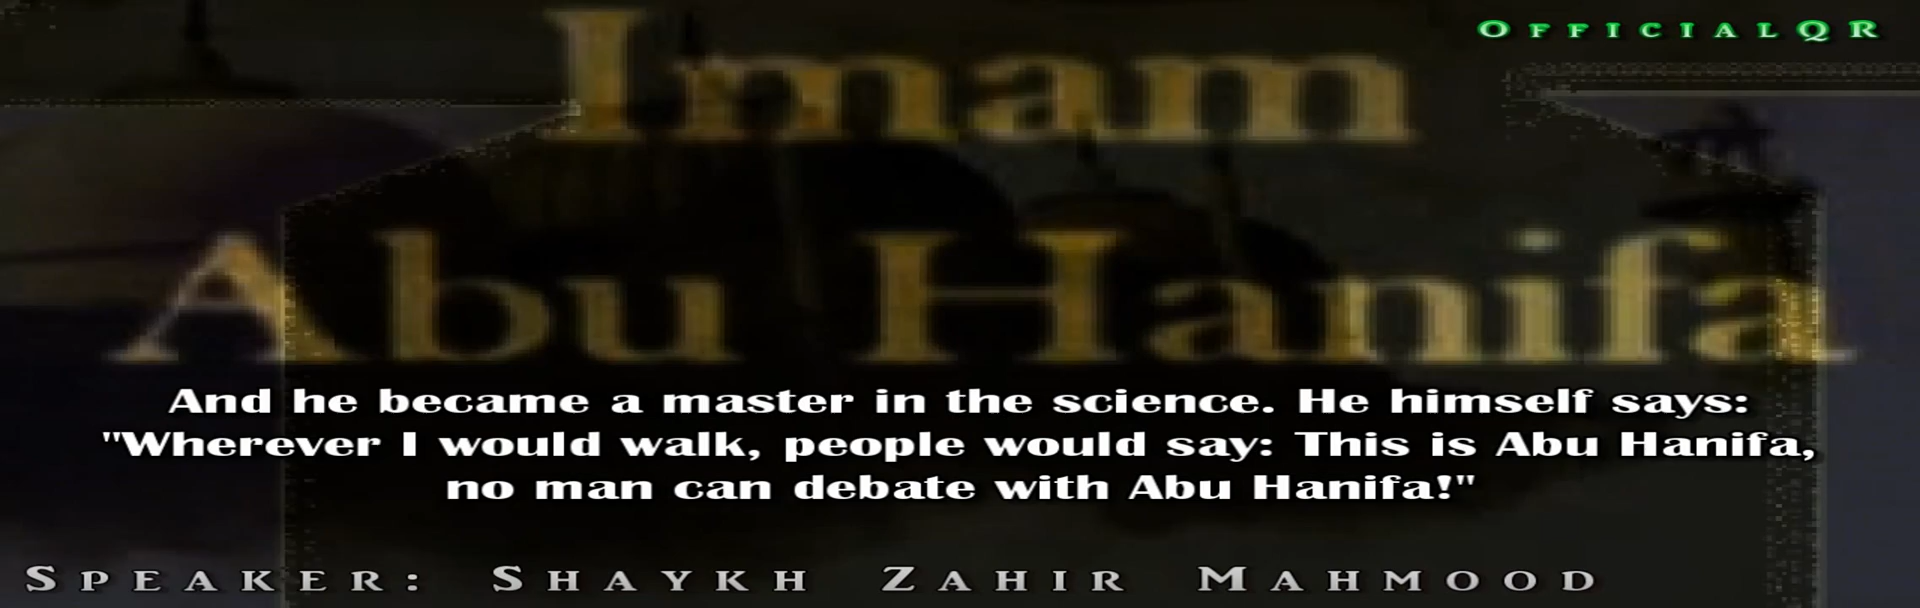 OFFICIALQR
Imam
Abu Hanifa
And he became a master in the science. He himself says:
"Wherever I would walk, people would say: This is Abu Hanifa,
no man can debate with Abu Hanifa!"
SPEAKER: SHAYKH ZAHIR MAHMOOD